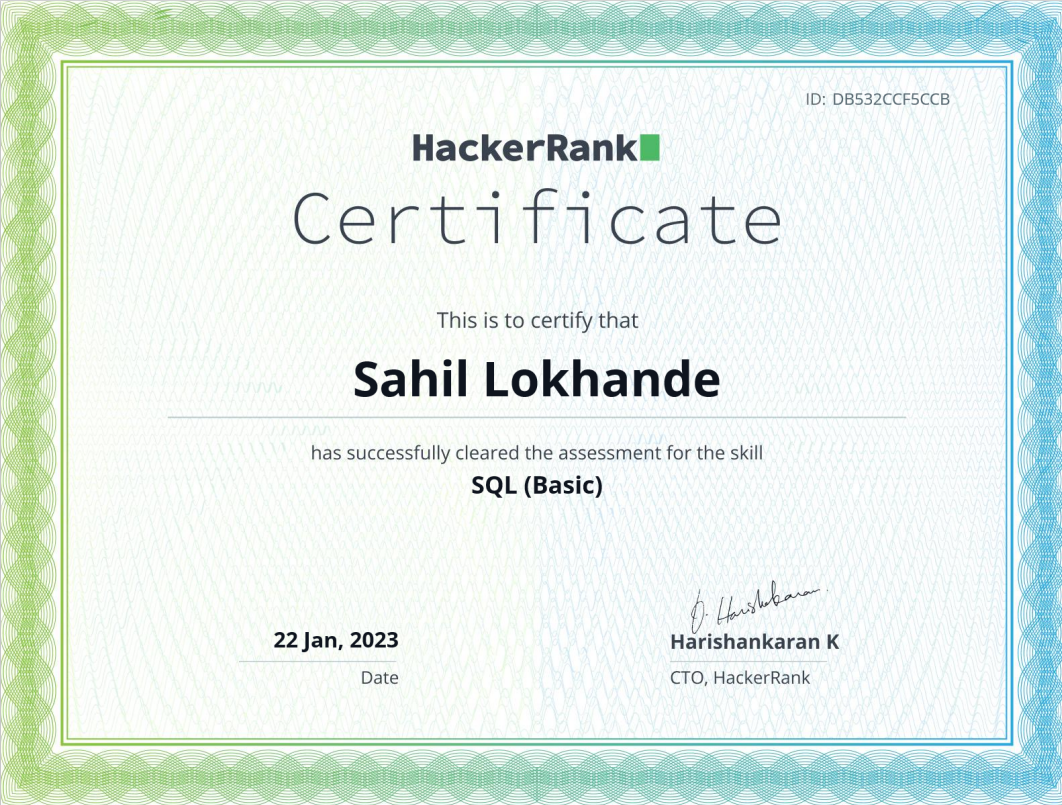 ID: DB532CCF5CCB
HackerRank
Certificate
This is to certify that
Sahil Lokhande
has successfully cleared the assessment for the skill
SQL (Basic)
22 Jan, 2023
Date
Harishankaran K
CTO, HackerRank